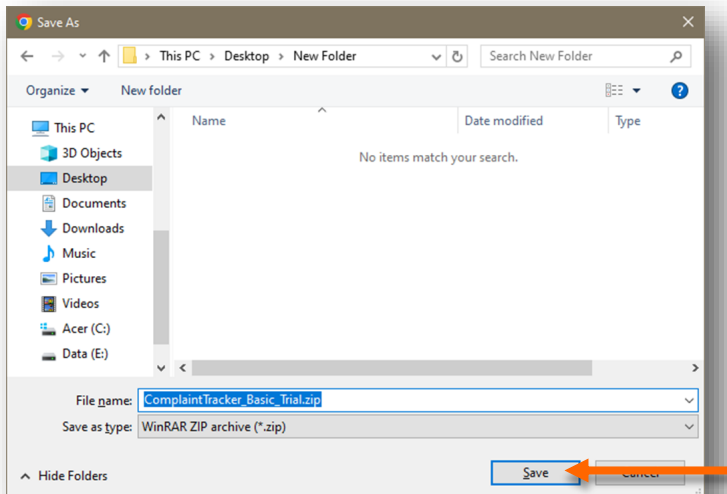 Save As
This PC > Desktop > New Folder
Search New Folder
Organize
New folder
?
Name
Date modified
Type
No items match your search.
This PC
3D Objects
Desktop
Documents
Downloads
Music
Pictures
Videos
Acer (C:)
Data (E:)
File name: ComplaintTracker_Basic_Trial.zip
Save as type: WinRAR ZIP archive (*.zip)
Hide Folders
Save